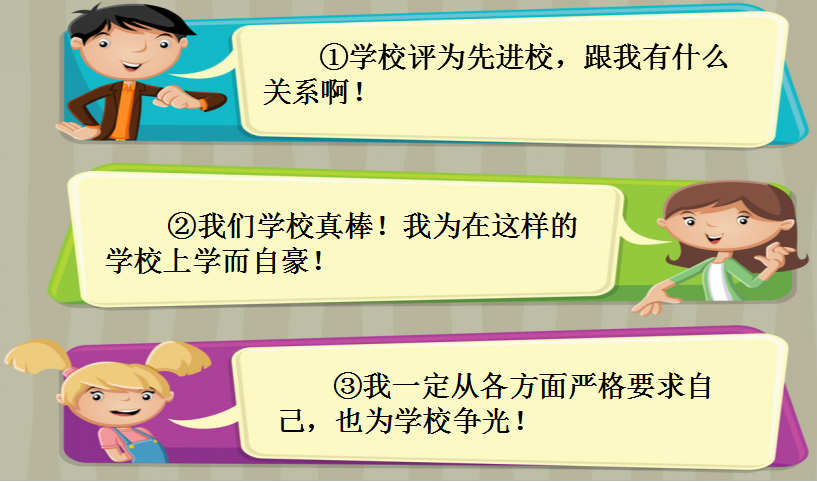 ①学校评为先进校，跟我有什么
关系啊！
②我们学校真棒！我为在这样的
学校上学而自豪！
③我一定从各方面严格要求自
己，也为学校争光！